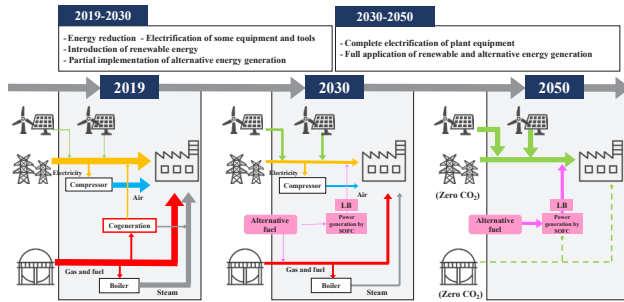 2019-2030
- Energy reduction - Electrification of some equipment and tools
- Introduction of renewable energy
- Partial implementation of alternative energy generation
2030-2050
- Complete electrification of plant equipment
- Full application of renewable and alternative energy generation
2019
Electricity
Compressor
Air
Cogeneration
Gas and fuel
Boiler
Steam
2030
Electricity
Compressor
Air
LB
Alternative
fuel
Power
generation by
SOFC
Gas and fuel
Boiler
Steam
2050
(Zero CO₂)
LB
Alternative
fuel
Power
generation by
SOFC
(Zero CO₂)